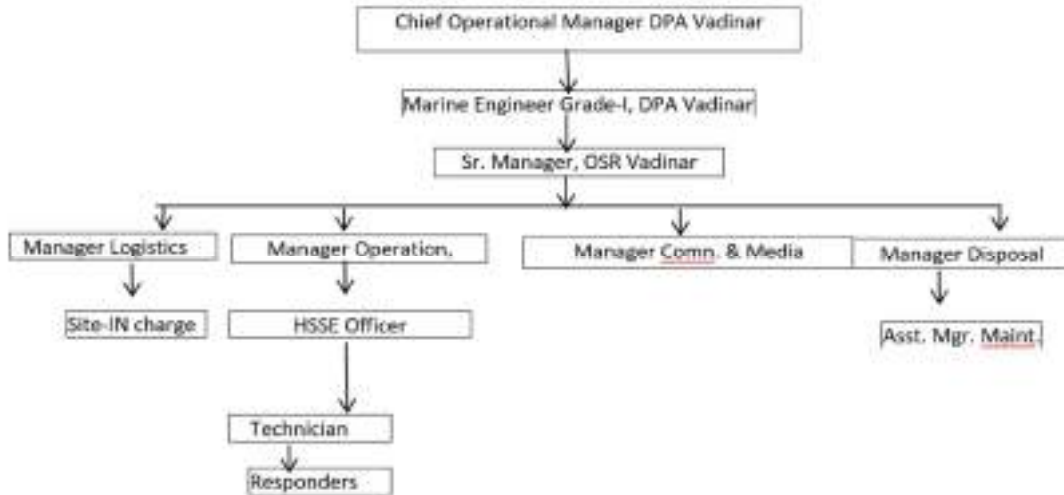 Chief Operational Manager DPA Vadinar
Marine Engineer Grade-I, DPA Vadinar
Sr. Manager, OSR Vadinar
Manager Logistics
Manager Operation,
Manager Comn. & Media
Manager Disposal
Site-IN charge
HSSE Officer
Asst. Mgr. Maint.
Technician
Responders